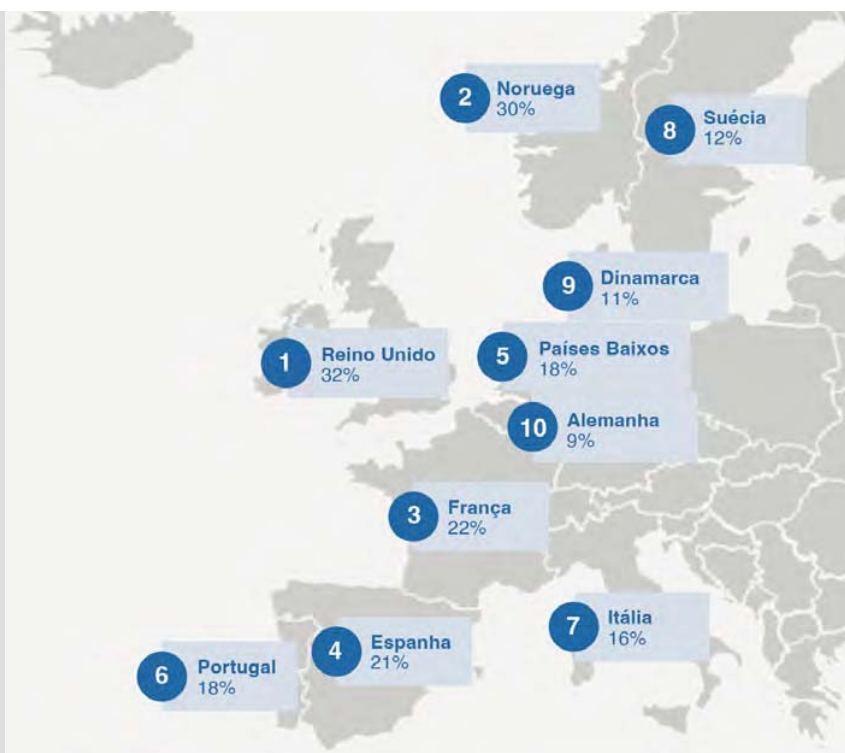 2
Noruega
30%
8
Suécia
12%
9
Dinamarca
11%
1
Reino Unido
32%
5
Países Baixos
18%
10
Alemanha
9%
3
França
22%
7
Itália
16%
4
Espanha
21%
6
Portugal
18%